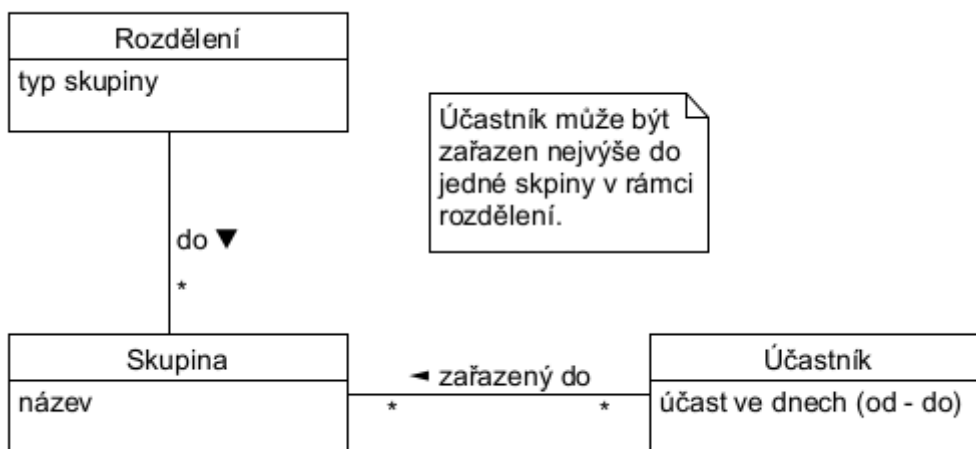 Rozdělení
typ skupiny
Účastník může být
zařazen nejvýše do
jedné skpiny v rámci
rozdělení.
do ▼
*
Skupina
název
◄ zařazený do
* *
Účastník
účast ve dnech (od - do)